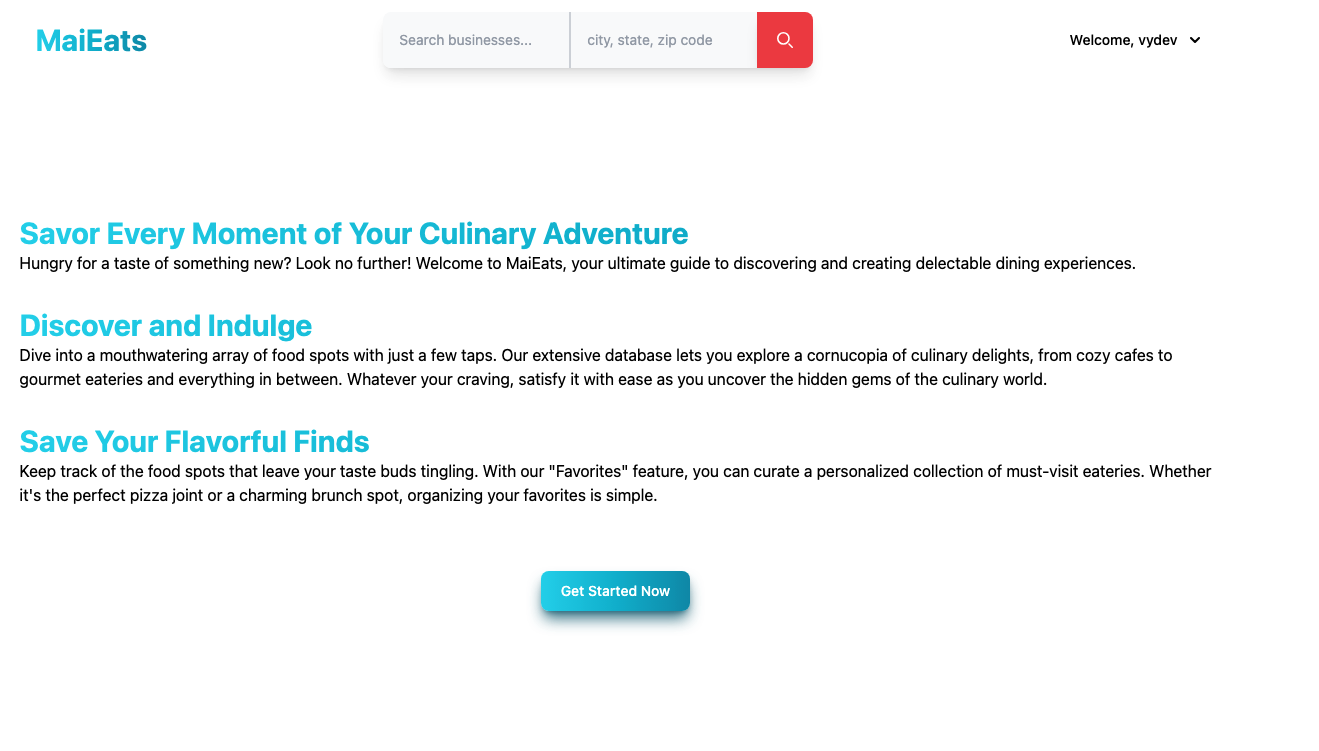 MaiEats
Search businesses...
city, state, zip code
Welcome, vydev
Savor Every Moment of Your Culinary Adventure
Hungry for a taste of something new? Look no further! Welcome to MaiEats, your ultimate guide to discovering and creating delectable dining experiences.
Discover and Indulge
Dive into a mouthwatering array of food spots with just a few taps. Our extensive database lets you explore a cornucopia of culinary delights, from cozy cafes to
gourmet eateries and everything in between. Whatever your craving, satisfy it with ease as you uncover the hidden gems of the culinary world.
Save Your Flavorful Finds
Keep track of the food spots that leave your taste buds tingling. With our "Favorites" feature, you can curate a personalized collection of must-visit eateries. Whether
it's the perfect pizza joint or a charming brunch spot, organizing your favorites is simple.
Get Started Now